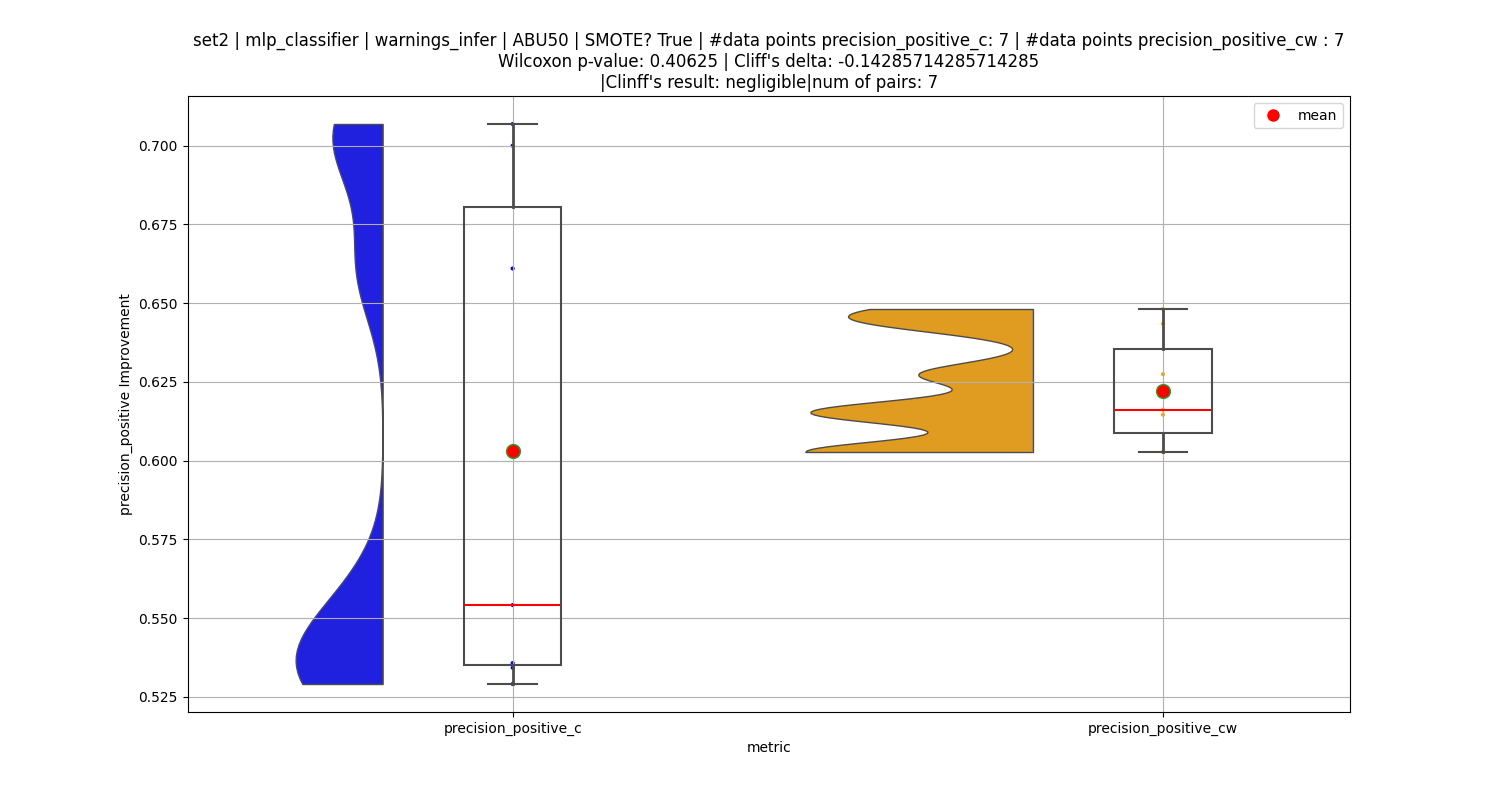 set2 | mlp_classifier | warnings_infer | ABU50 | SMOTE? True | #data points precision_positive_c: 7 | #data points precision_positive_cw : 7
Wilcoxon p-value: 0.40625 | Cliff's delta: -0.14285714285714285
|Clinff's result: negligible|num of pairs: 7
mean
0.700
0.675
0.650
0.625
0.600
0.575
0.550
0.525
precision_positive Improvement
precision_positive_c
precision_positive_cw
metric